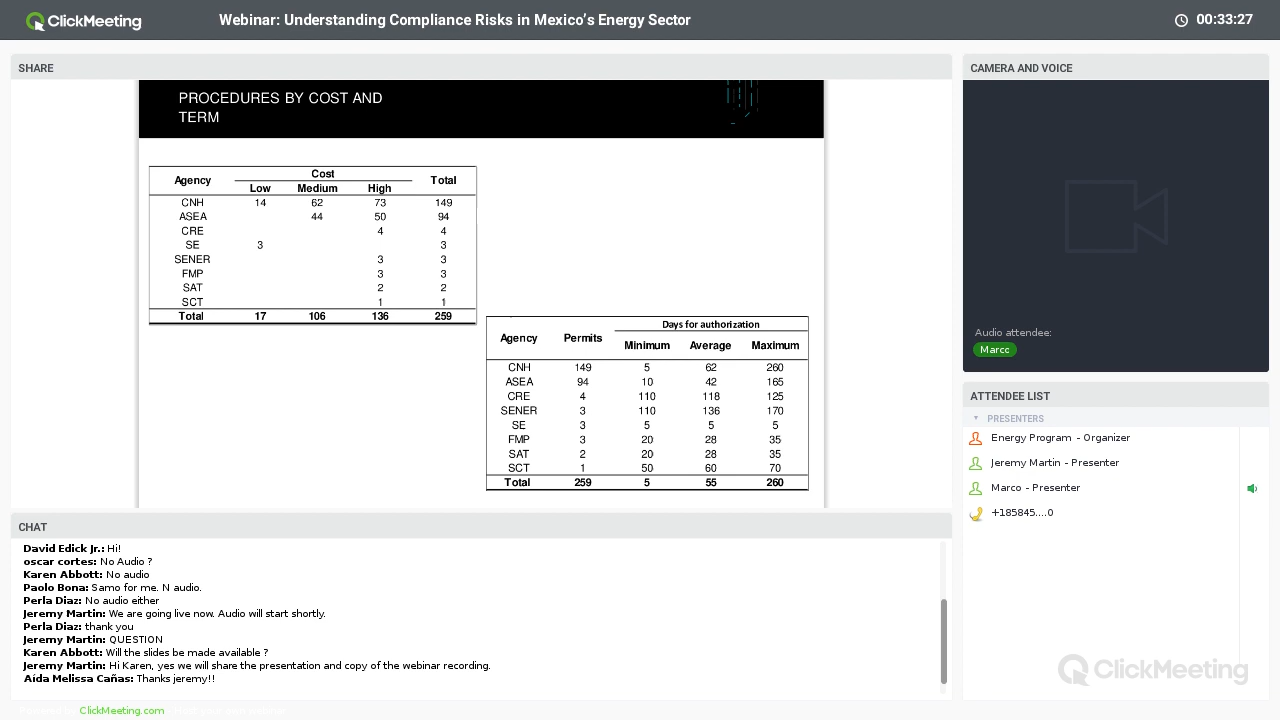 ClickMeeting
Webinar: Understanding Compliance Risks in Mexico's Energy Sector
00:33:27
SHARE
PROCEDURES BY COST AND
TERM
Agency Cost Total
Low Medium High
CNH 14 62 73 149
ASEA 44 50 94
CRE 4 4
SE 3 3
SENER 3 3
FMP 3 3
SAT 2 2
SCT 1 1
Total 17 106 136 259
Agency Permits Days for authorization
Minimum Average Maximum
CNH 149 5 62 260
ASEA 94 10 42 165
CRE 4 110 118 125
SENER 3 110 136 170
SE 3 5 5 5
FMP 3 20 28 35
SAT 2 20 28 35
SCT 1 50 60 70
Total 259 5 55 260
CAMERA AND VOICE
Audio attendee:
Marcc
ATTENDEE LIST
PRESENTERS
Energy Program - Organizer
Jeremy Martin - Presenter
Marco - Presenter
+185845....0
CHAT
David Edick Jr.: Hi!
oscar cortes: No Audio ?
Karen Abbott: No audio
Paolo Bona: Samo for me. N audio.
Perla Diaz: No audio either
Jeremy Martin: We are going live now. Audio will start shortly.
Perla Diaz: thank you
Jeremy Martin: QUESTION
Karen Abbott: Will the slides be made available ?
Jeremy Martin: Hi Karen, yes we will share the presentation and copy of the webinar recording.
Aída Melissa Cañas: Thanks jeremy!!
ClickMeeting
ClickMeeting.com